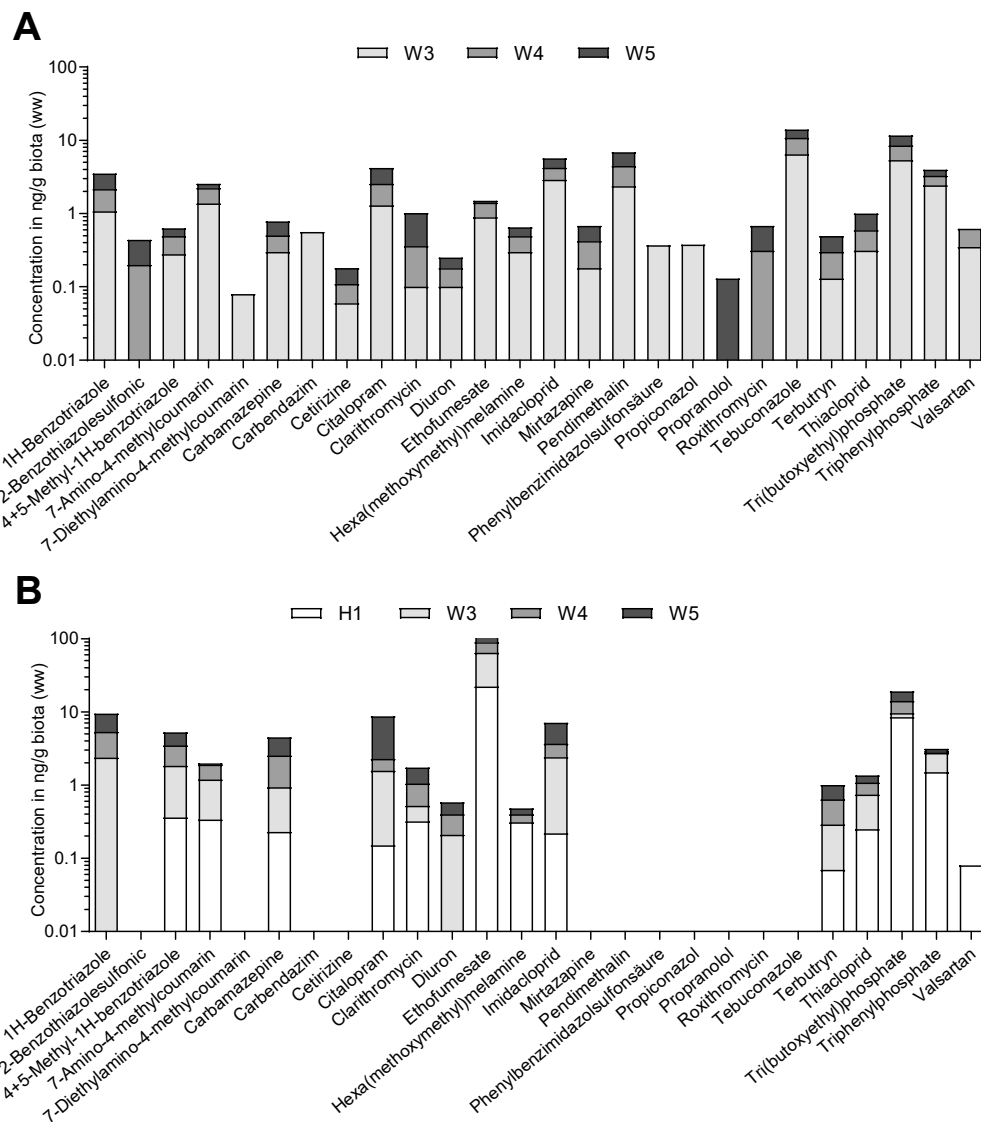 A
W3 W4 W5
Concentration in ng/g biota (ww)
100
10
1
0.1
0.01
1H-Benzotriazole
2-Benzothiazolesulfonic
4+5-Methyl-1H-benzotriazole
7-Amino-4-methylcoumarin
7-Diethylamino-4-methylcoumarin
Carbamazepine
Carbendazim
Cetirizine
Citalopram
Clarithromycin
Diuron
Ethofumesate
Hexa(methoxymethyl)melamine
Imidacloprid
Mirtazapine
Pendimethalin
Phenylbenzimidazolsulfonsäure
Propiconazol
Propranolol
Roxithromycin
Tebuconazole
Terbutryn
Thiacloprid
Tri(butoxyethyl)phosphate
Triphenylphosphate
Valsartan
B
H1 W3 W4 W5
Concentration in ng/g biota (ww)
100
10
1
0.1
0.01
1H-Benzotriazole
2-Benzothiazolesulfonic
4+5-Methyl-1H-benzotriazole
7-Amino-4-methylcoumarin
7-Diethylamino-4-methylcoumarin
Carbamazepine
Carbendazim
Cetirizine
Citalopram
Clarithromycin
Diuron
Ethofumesate
Hexa(methoxymethyl)melamine
Imidacloprid
Mirtazapine
Pendimethalin
Phenylbenzimidazolsulfonsäure
Propiconazol
Propranolol
Roxithromycin
Tebuconazole
Terbutryn
Thiacloprid
Tri(butoxyethyl)phosphate
Triphenylphosphate
Valsartan